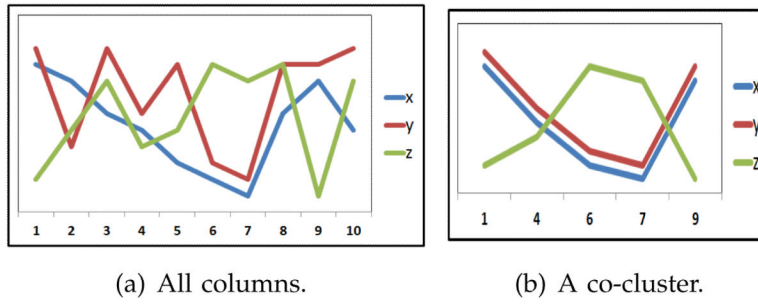 x
y
z
1 2 3 4 5 6 7 8 9 10
x
y
z
1 4 6 7 9
(a) All columns.
(b) A co-cluster.